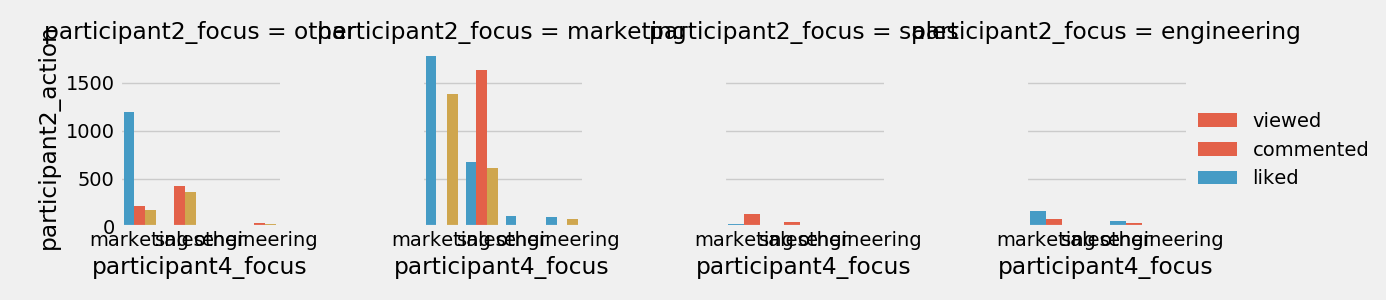 participant2_focus = other
participant2_focus = marketing
participant2_focus = sales
participant2_focus = engineering
participant2_action
1500
1000
500
0
marketing sales other engineering
marketing sales other engineering
marketing sales other engineering
marketing sales other engineering
participant4_focus
participant4_focus
participant4_focus
participant4_focus
viewed
commented
liked